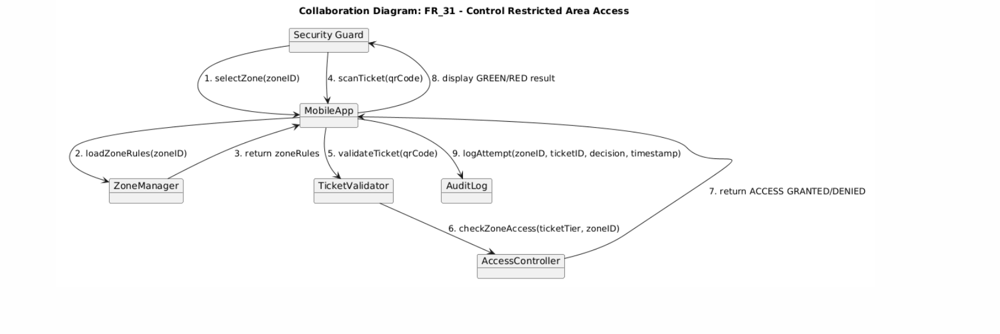 Collaboration Diagram: FR_31 - Control Restricted Area Access
Security Guard
1. selectZone(zoneID)
4. scanTicket(qrCode)
8. display GREEN/RED result
MobileApp
2. loadZoneRules(zoneID)
3. return zoneRules
5. validateTicket(qrCode)
9. logAttempt(zoneID, ticketID, decision, timestamp)
ZoneManager
TicketValidator
AuditLog
7. return ACCESS GRANTED/DENIED
6. checkZoneAccess(ticketTier, zoneID)
AccessController